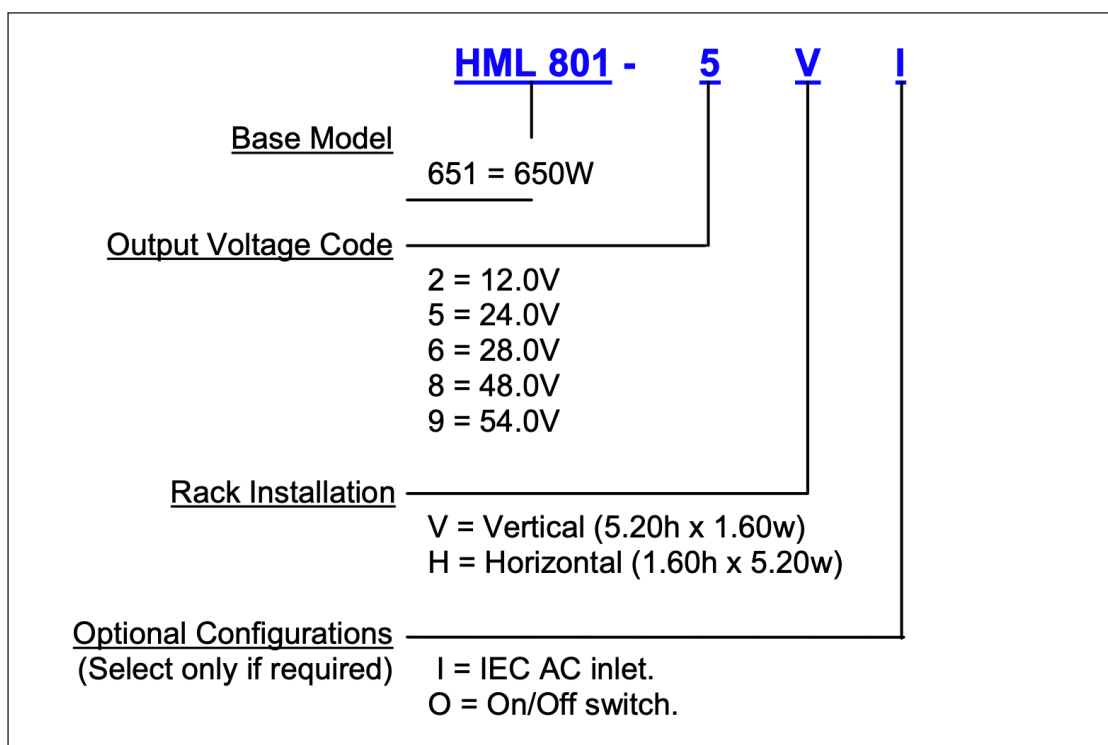 HML 801 - 5 V I
Base Model
651 = 650W
Output Voltage Code
2 = 12.0V
5 = 24.0V
6 = 28.0V
8 = 48.0V
9 = 54.0V
Rack Installation
V = Vertical (5.20h x 1.60w)
H = Horizontal (1.60h x 5.20w)
Optional Configurations
(Select only if required) I = IEC AC inlet.
O = On/Off switch.